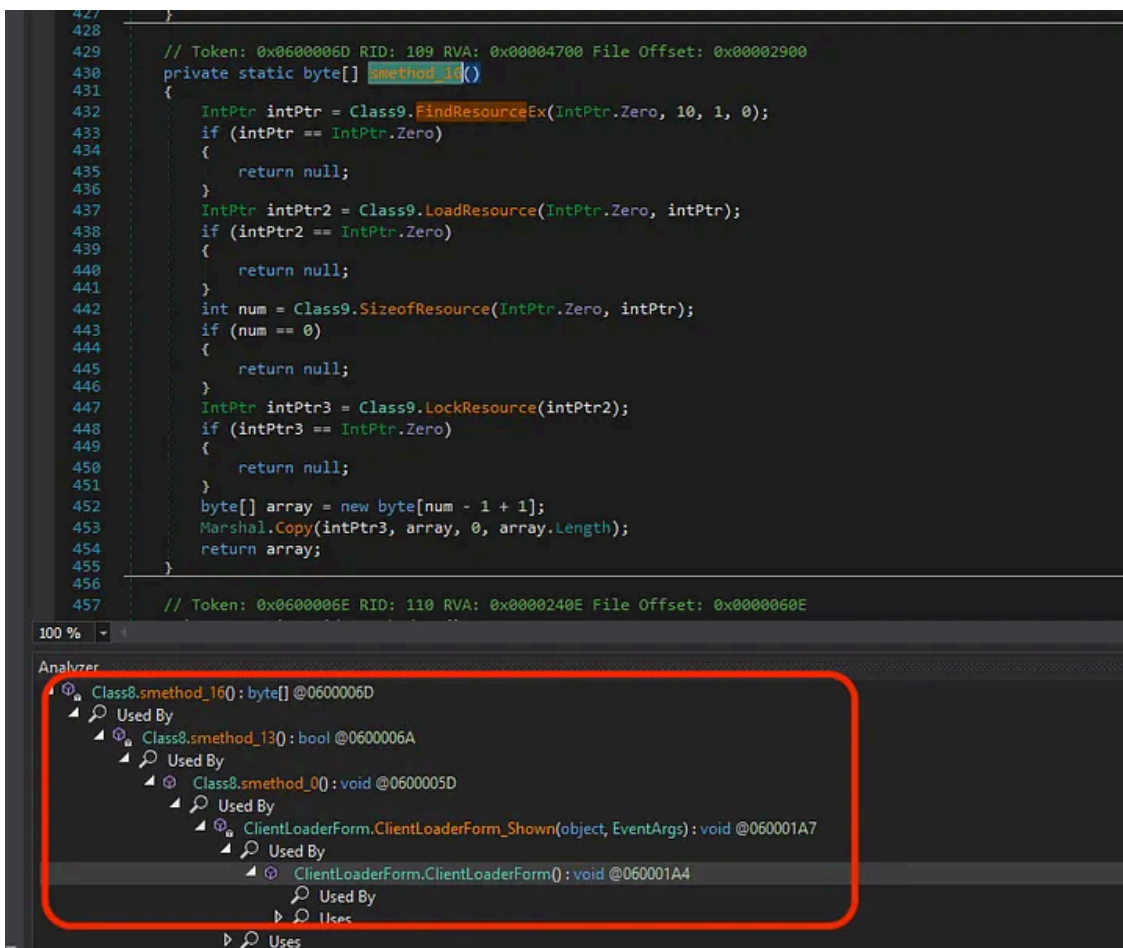 427 }
428
429 // Token: 0x0600006D RID: 109 RVA: 0x00004700 File Offset: 0x00002900
430 private static byte[] smethod_16()
431 {
432 IntPtr intPtr = Class9.FindResourceEx(IntPtr.Zero, 10, 1, 0);
433 if (intPtr == IntPtr.Zero)
434 {
435 return null;
436 }
437 IntPtr intPtr2 = Class9.LoadResource(IntPtr.Zero, intPtr);
438 if (intPtr2 == IntPtr.Zero)
439 {
440 return null;
441 }
442 int num = Class9.SizeofResource(IntPtr.Zero, intPtr);
443 if (num == 0)
444 {
445 return null;
446 }
447 IntPtr intPtr3 = Class9.LockResource(intPtr2);
448 if (intPtr3 == IntPtr.Zero)
449 {
450 return null;
451 }
452 byte[] array = new byte[num - 1 + 1];
453 Marshal.Copy(intPtr3, array, 0, array.Length);
454 return array;
455 }
456
457 // Token: 0x0600006E RID: 110 RVA: 0x0000240E File Offset: 0x0000060E
100 %
Analyzer
Class8.smethod_16() : byte[] @0600006D
Used By
Class8.smethod_13() : bool @0600006A
Used By
Class8.smethod_0() : void @0600005D
Used By
ClientLoaderForm.ClientLoaderForm_Shown(object, EventArgs) : void @060001A7
Used By
ClientLoaderForm.ClientLoaderForm() : void @060001A4
Used By
Uses
Uses